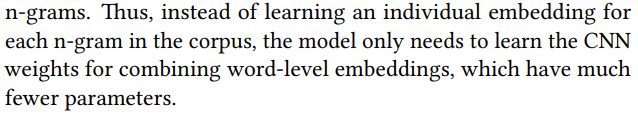 n-grams. Thus, instead of learning an individual embedding for
each n-gram in the corpus, the model only needs to learn the CNN
weights for combining word-level embeddings, which have much
fewer parameters.